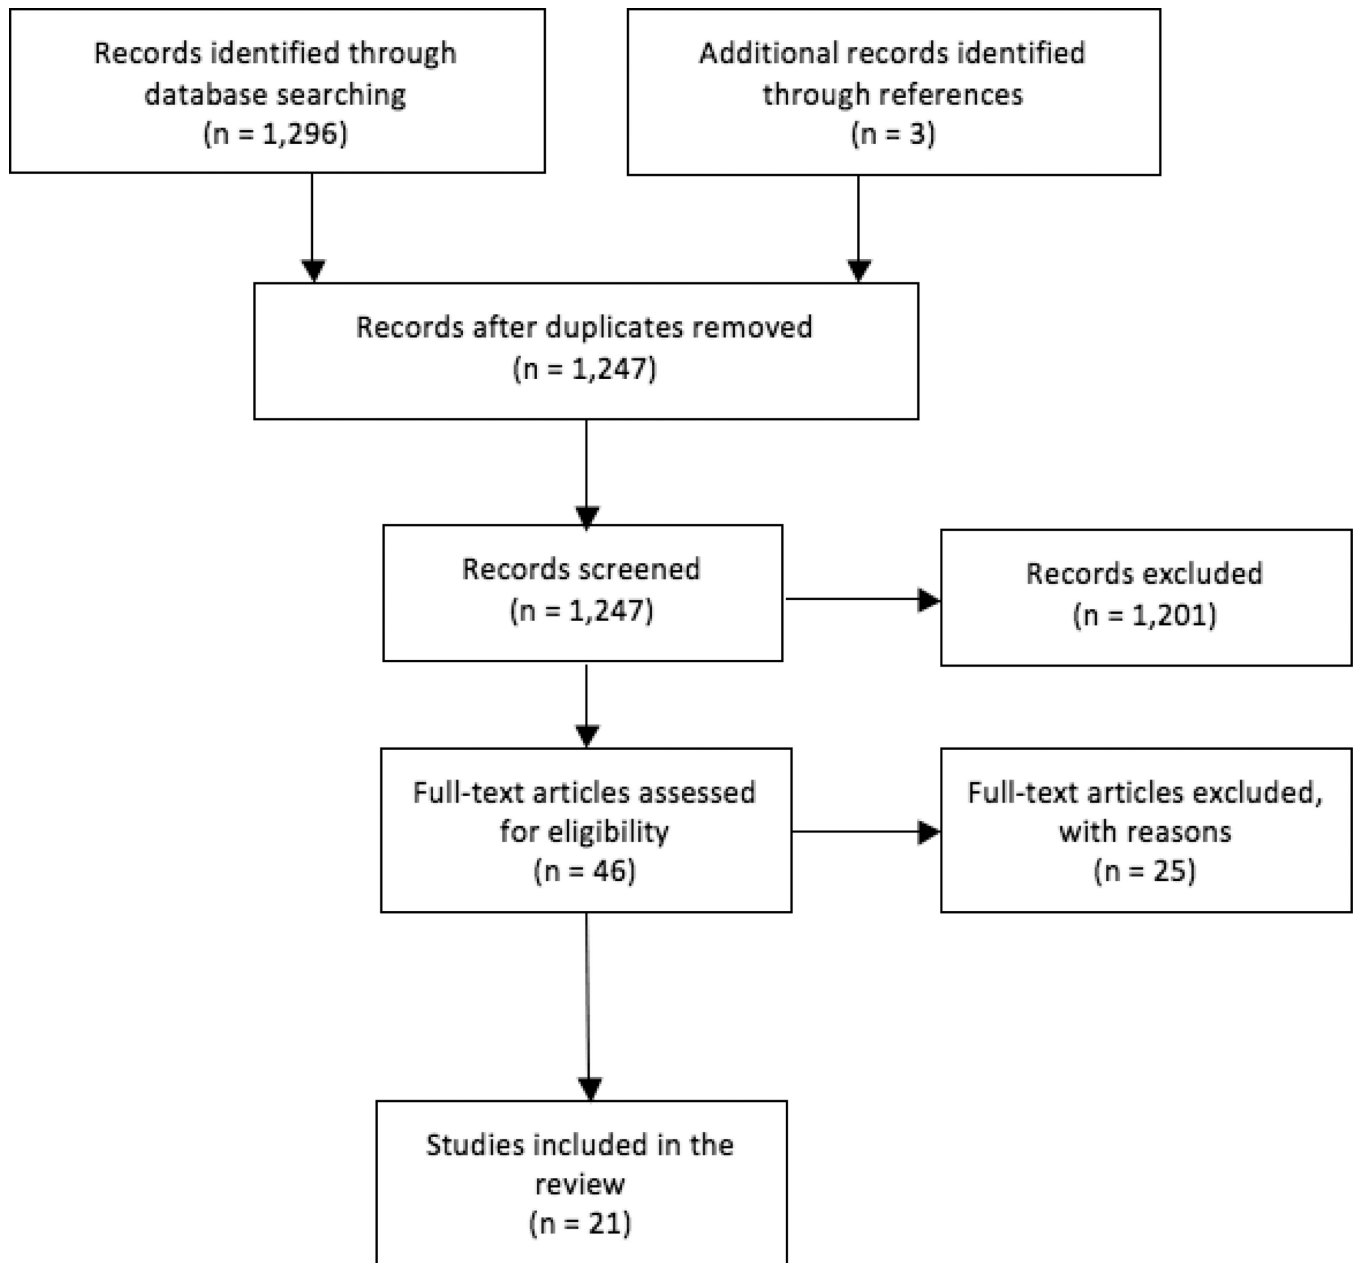 Records identified through
database searching
(n = 1,296)
Additional records identified
through references
(n = 3)
Records after duplicates removed
(n = 1,247)
Records screened
(n = 1,247)
Records excluded
(n = 1,201)
Full-text articles assessed
for eligibility
(n = 46)
Full-text articles excluded,
with reasons
(n = 25)
Studies included in the
review
(n = 21)